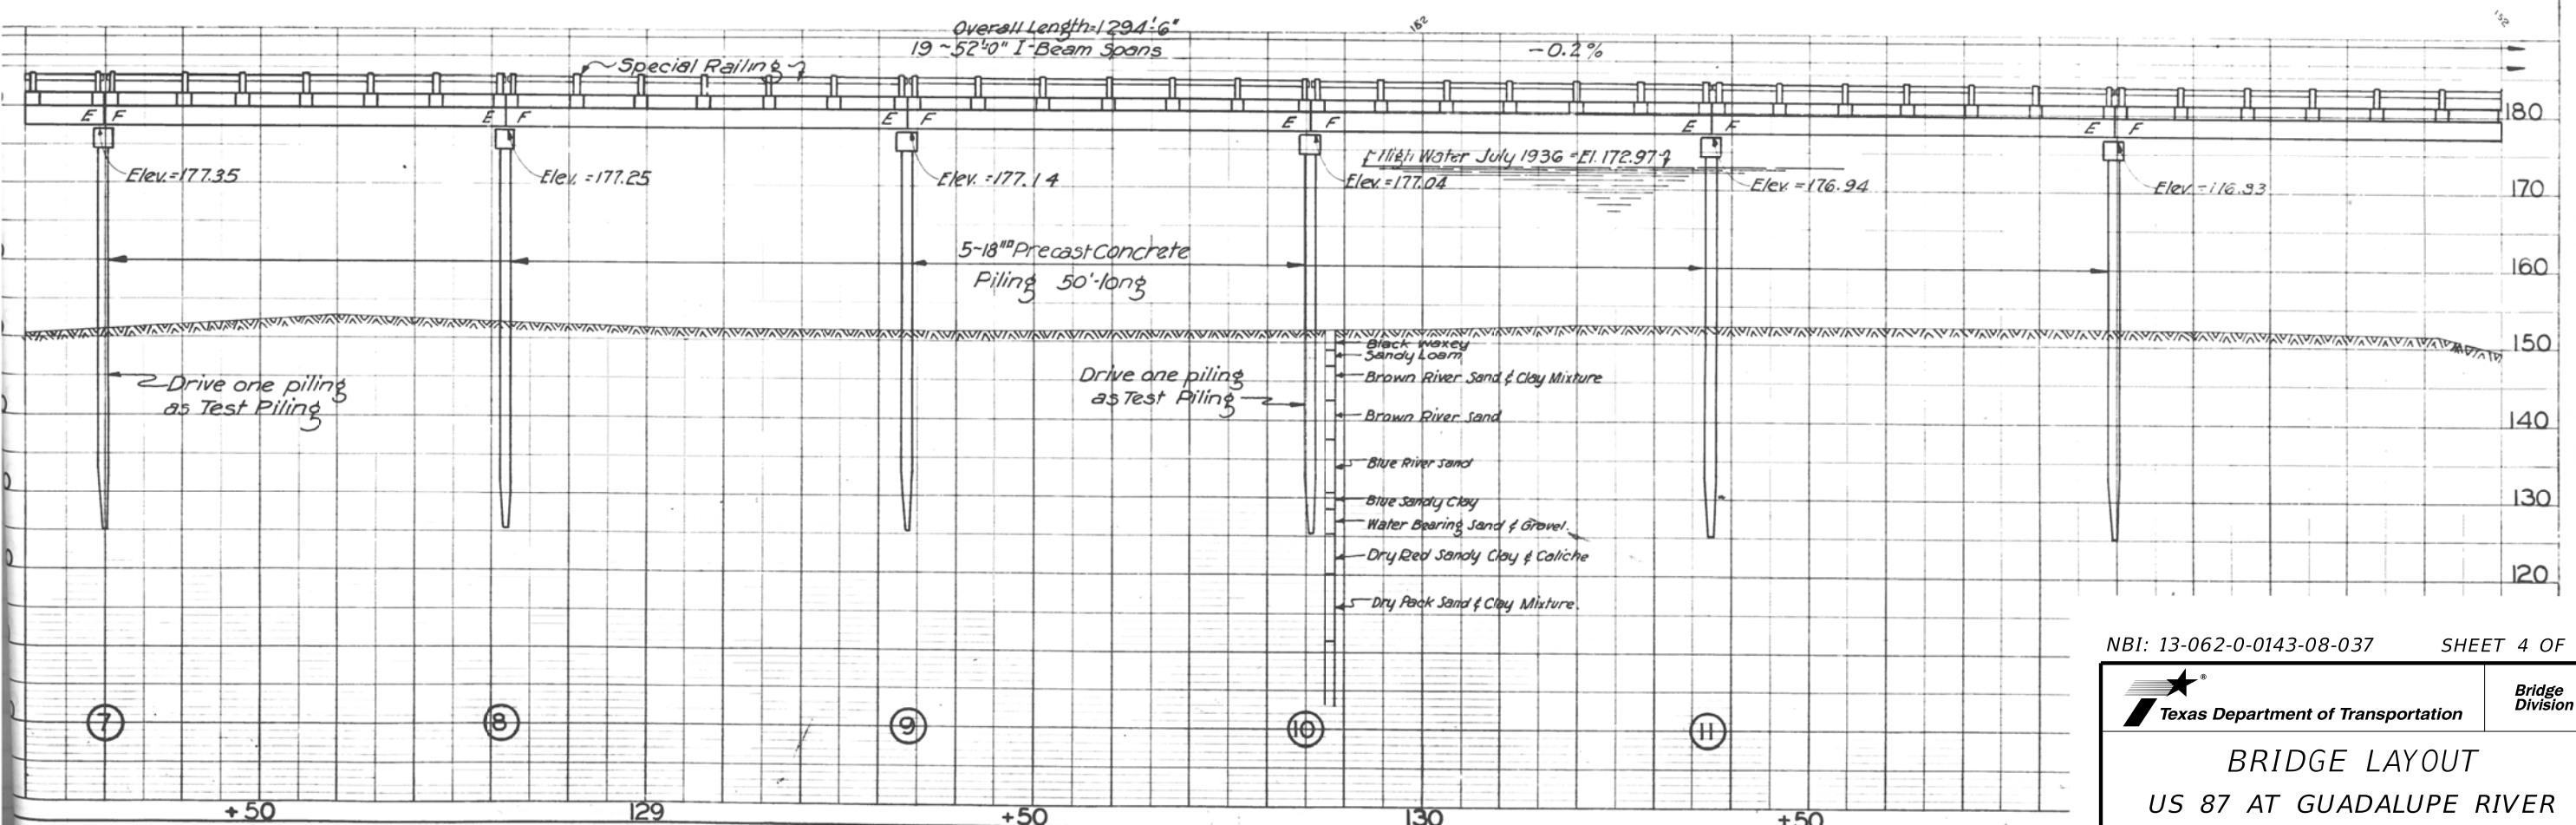 Overall Length=1294'-6"
19~52'-0" I-Beam Spans
-0.2%
152
152
Special Railing
E F
E F
E F
E F
E F
E F
180
Elev.=177.35
Elev.=177.25
Elev.=177.14
High Water July 1936=El.172.97
Elev.=177.04
Elev.=176.94
170
5-18"□ Precast Concrete
Piling 50'-long
160
150
Black Waxey
Sandy Loam
Drive one piling
as Test Piling
Drive one piling
as Test Piling
Brown River Sand & Clay Mixture
Brown River Sand
140
Blue River Sand
Blue Sandy Clay
130
Water Bearing Sand & Gravel.
Dry Red Sandy Clay & Caliche
120
Dry Pack Sand & Clay Mixture.
NBI: 13-062-0-0143-08-037
SHEET 4 OF
Texas Department of Transportation
Bridge
Division
BRIDGE LAYOUT
US 87 AT GUADALUPE RIVER
7
8
9
10
11
+50
129
+50
130
+50